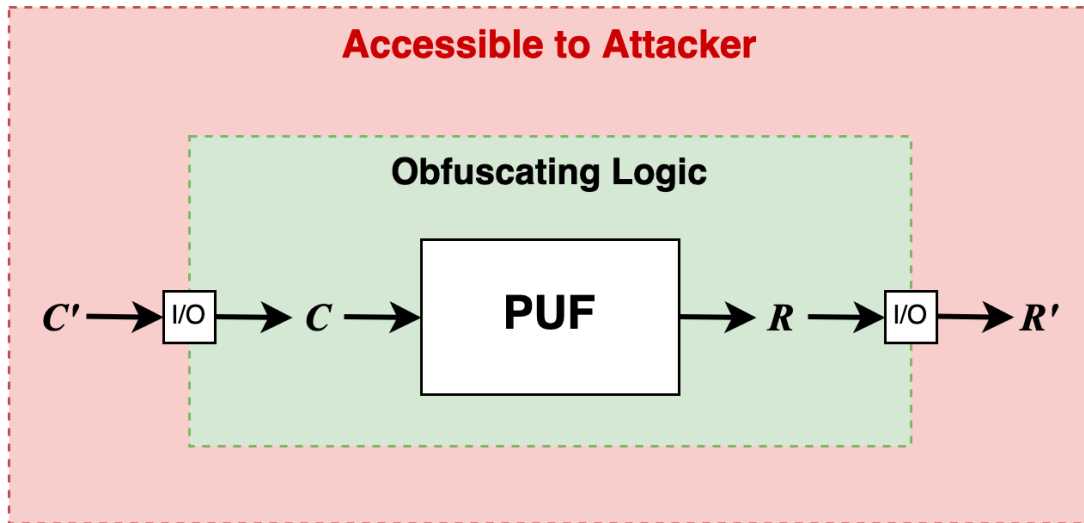 Accessible to Attacker
Obfuscating Logic
C' I/O C PUF R I/O R'